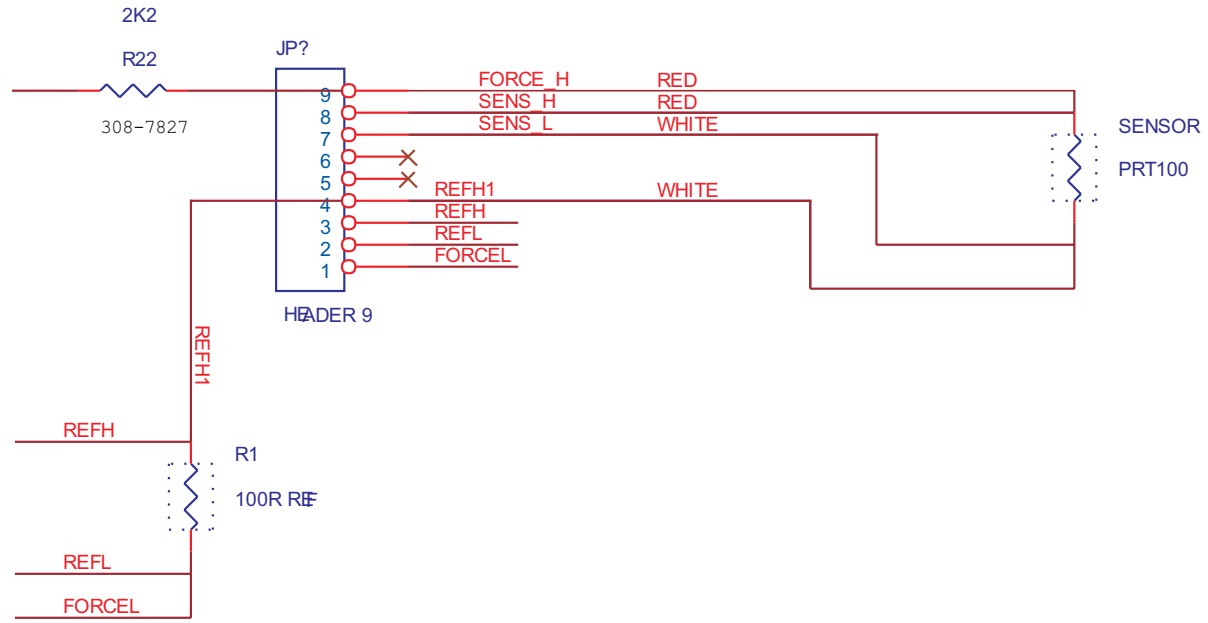 2K2
R22
308-7827
JP?
9
8
7
6
5
4
3
2
1
HEADER 9
FORCE_H RED
SENS_H RED
SENS_L WHITE
REFH1 WHITE
REFH
REFL
FORCEL
SENSOR
PRT100
REFH1
REFH
R1
100R REF
REFL
FORCEL